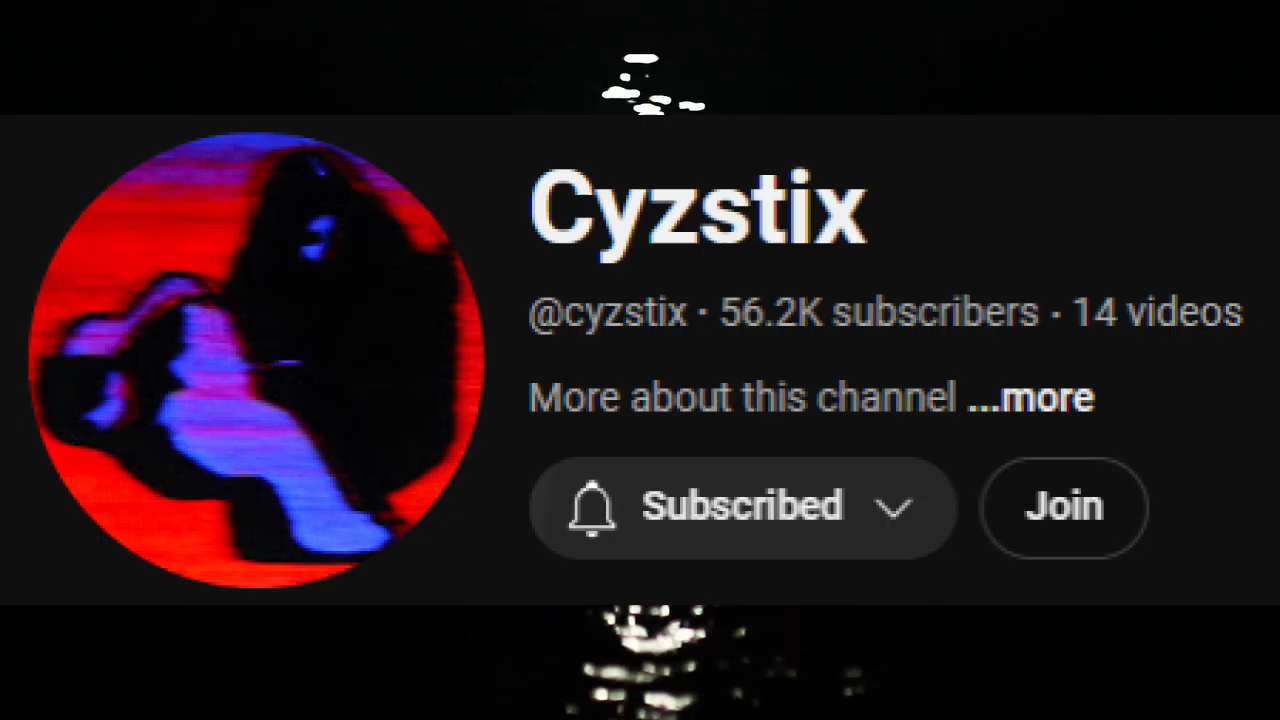 Cyzstix
@cyzstix · 56.2K subscribers · 14 videos
More about this channel ...more
Subscribed
Join